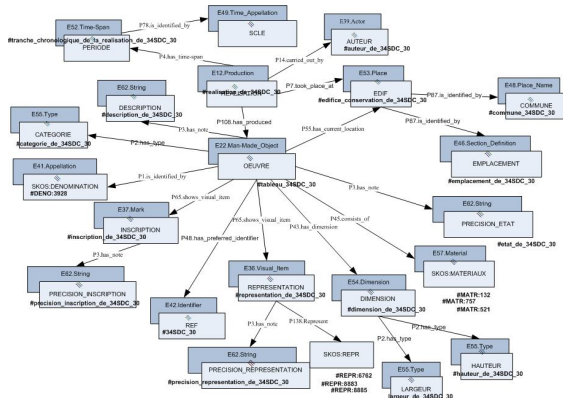 E52.Time-Span
PERIODE
#tranche_chronologique_de_la_realisation_de_34SDC_30
P78.is_identified_by
E49.Time_Appellation
SCLE
P4.has_time-span
E39.Actor
AUTEUR
#auteur_de_34SDC_30
P14.carried_out_by
E12.Production
P7.took_place_at
E53.Place
EDIF
#edifice_conservation_de_34SDC_30
P87.is_identified_by
E48.Place_Name
COMMUNE
#commune_34SDC_30
E62.String
DESCRIPTION
#description_de_34SDC_30
P3.has_note
P108.has_produced
P55.has_current_location
P87.is_identified_by
E46.Section_Definition
EMPLACEMENT
#emplacement_de_34SDC_30
E55.Type
CATEGORIE
#categorie_de_34SDC_30
P2.has_type
E22.Man-Made_Object
OEUVRE
#tableau_34SDC_30
E41.Appellation
SKOS:DENOMINATION
#DENO:3928
P1.is_identified_by
P3.has_note
E62.String
PRECISION_ETAT
#etat_de_34SDC_30
P65.shows_visual_item
E37.Mark
INSCRIPTION
#inscription_de_34SDC_30
P3.has_note
E62.String
PRECISION_INSCRIPTION
#precision_inscription_de_34SDC_30
P48.has_preferred_identifier
E42.Identifier
REF
#34SDC_30
P65.shows_visual_item
E36.Visual_Item
REPRESENTATION
#representation_de_34SDC_30
P3.has_note
P138.Represent
E62.String
PRECISION_REPRESENTATION
#precision_representation_de_34SDC_30
SKOS:REPR
#REPR:6762
#REPR:8883
#REPR:8885
P43.has_dimension
E54.Dimension
DIMENSION
#dimension_de_34SDC_30
P45.consists_of
E57.Material
SKOS:MATERIAUX
#MATR:132
#MATR:757
#MATR:521
P2.has_type
E55.Type
LARGEUR
largeur_de_34SDC_30
P2.has_type
E55.Type
HAUTEUR
#hauteur_de_34SDC_30